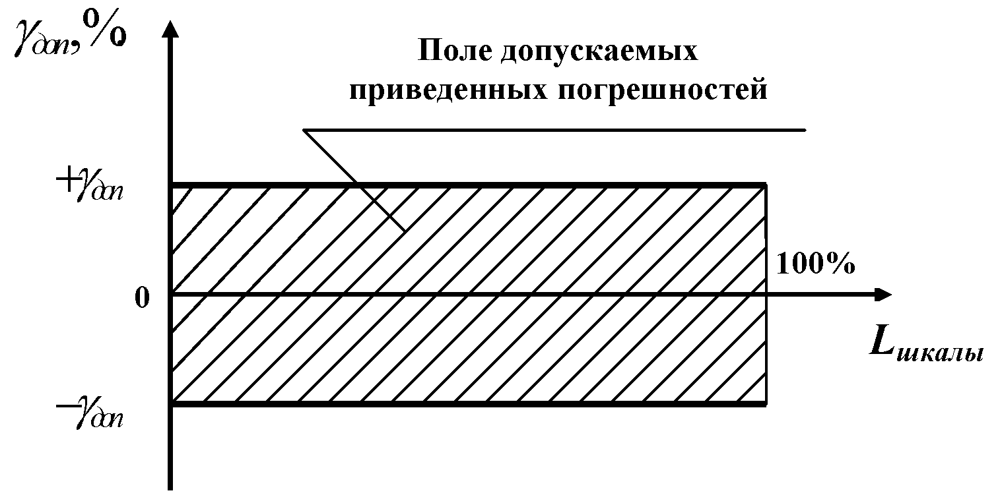 γдоп, %
Поле допускаемых
приведенных погрешностей
+γдоп
100%
0
Lшкалы
−γдоп